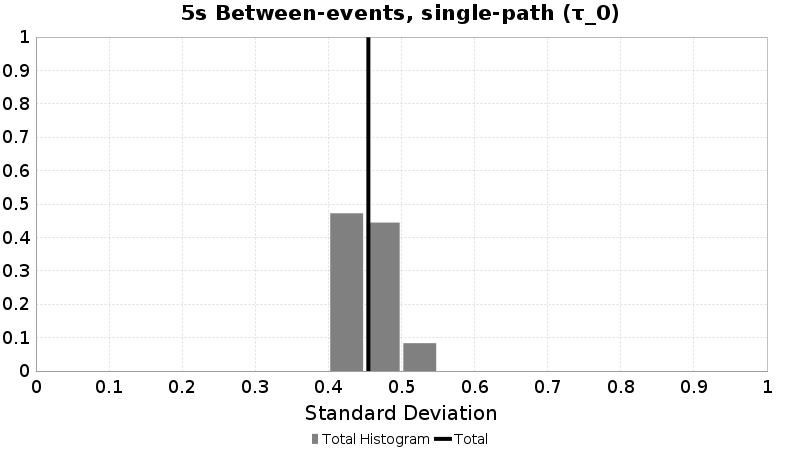 5s Between-events, single-path (τ_0)
1
0.9
0.8
0.7
0.6
0.5
0.4
0.3
0.2
0.1
0
0 0.1 0.2 0.3 0.4 0.5 0.6 0.7 0.8 0.9 1
Standard Deviation
Total Histogram Total